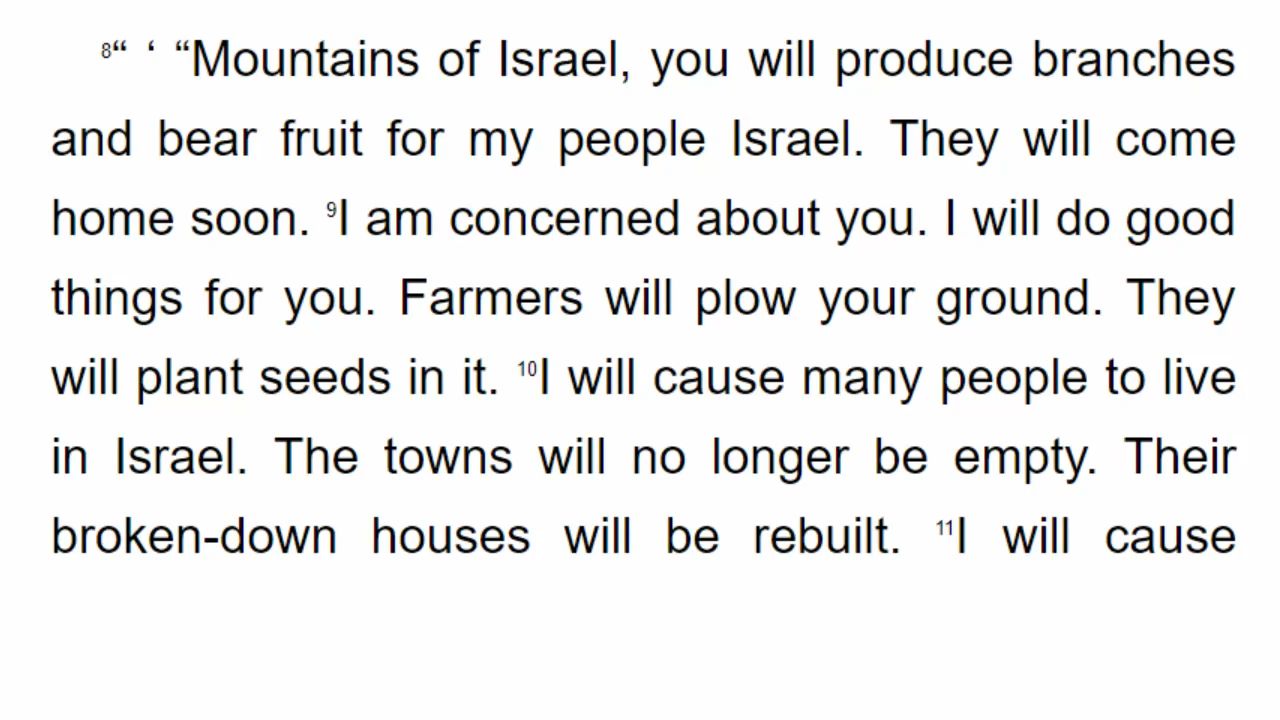 8“ ‘ “Mountains of Israel, you will produce branches
and bear fruit for my people Israel. They will come
home soon. 9I am concerned about you. I will do good
things for you. Farmers will plow your ground. They
will plant seeds in it. 10I will cause many people to live
in Israel. The towns will no longer be empty. Their
broken-down houses will be rebuilt. 11I will cause